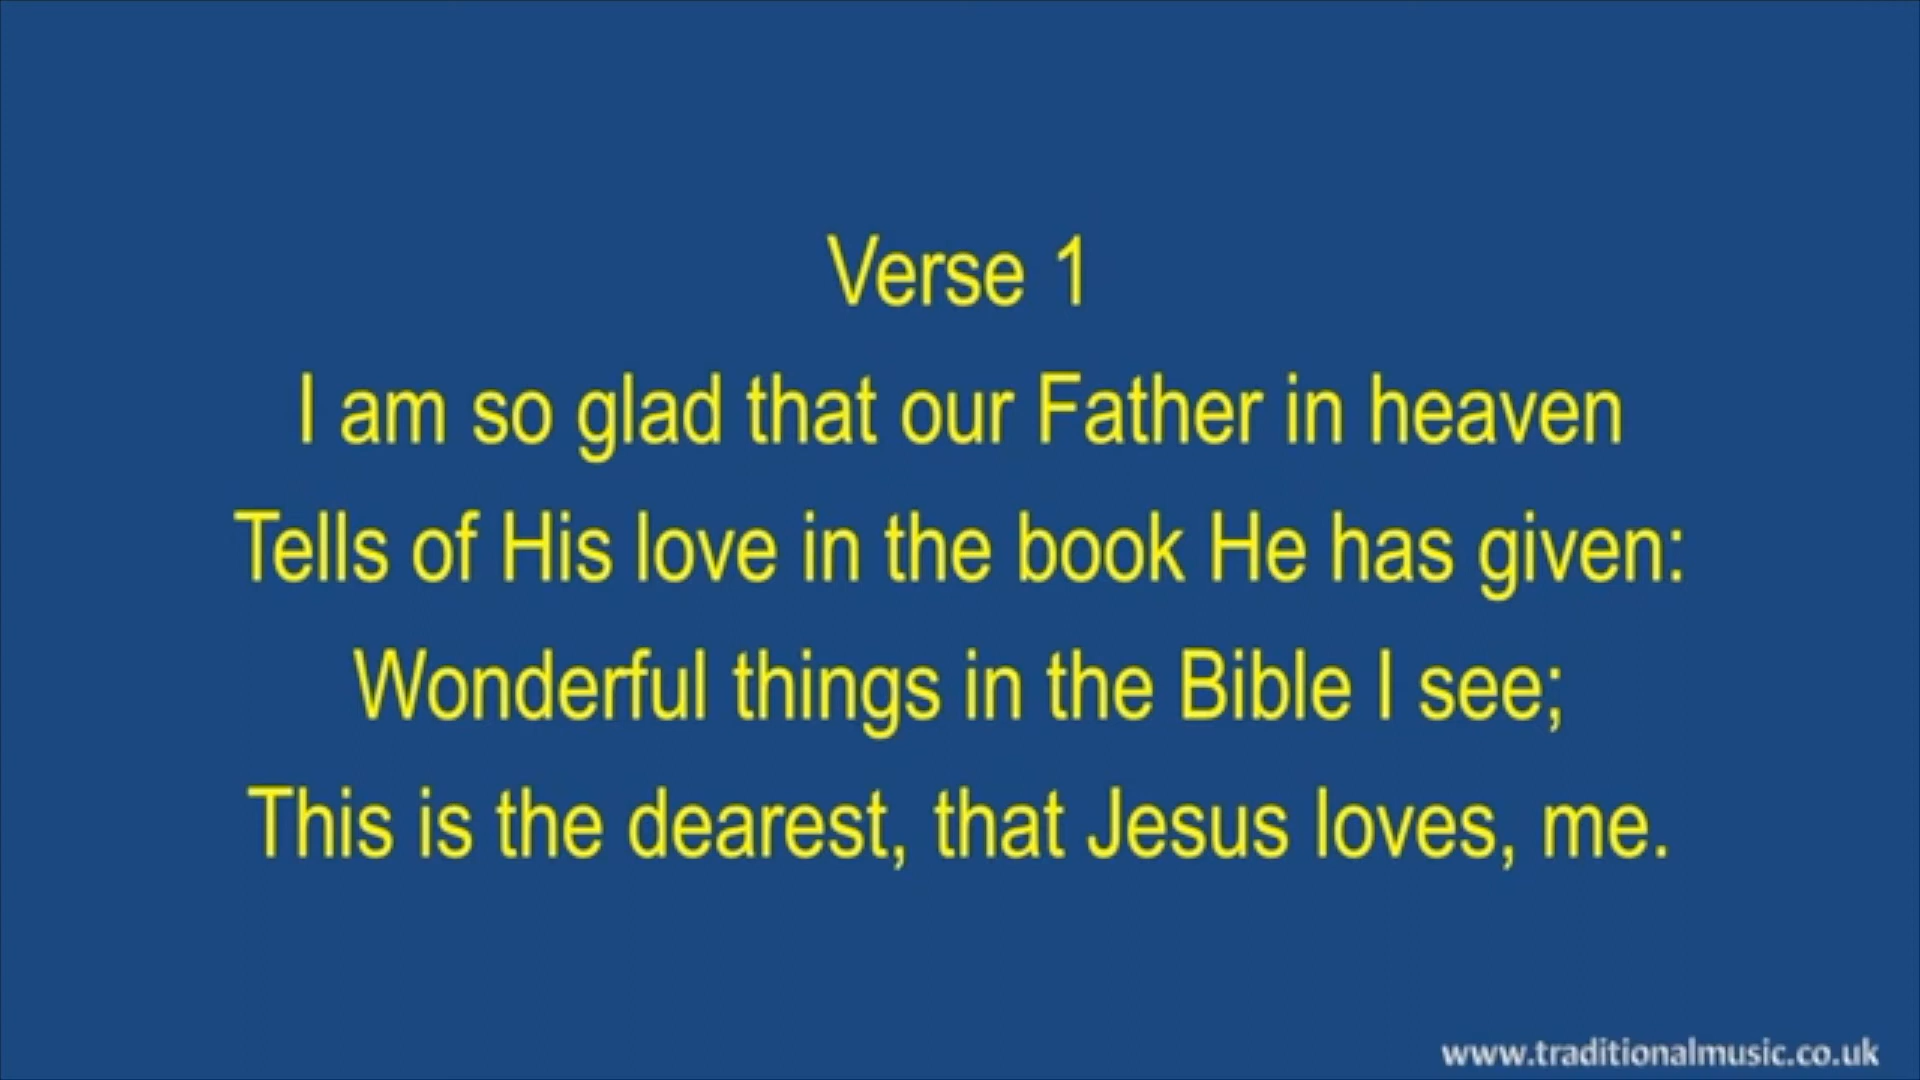 Verse 1
I am so glad that our Father in heaven
Tells of His love in the book He has given:
Wonderful things in the Bible I see;
This is the dearest, that Jesus loves, me.
www.traditionalmusic.co.uk